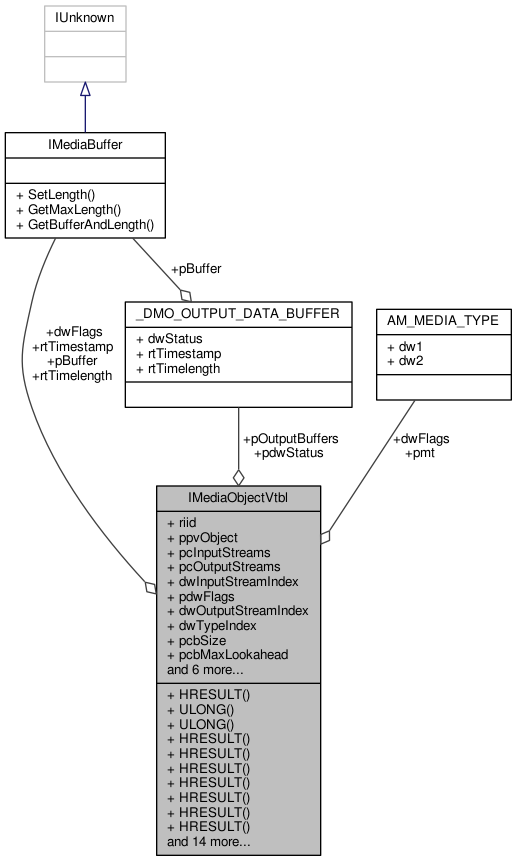 IUnknown
IMediaBuffer
+ SetLength()
+ GetMaxLength()
+ GetBufferAndLength()
+pBuffer
_DMO_OUTPUT_DATA_BUFFER
+ dwStatus
+ rtTimestamp
+ rtTimelength
AM_MEDIA_TYPE
+ dw1
+ dw2
+dwFlags
+rtTimestamp
+pBuffer
+rtTimelength
+pOutputBuffers
+pdwStatus
+dwFlags
+pmt
IMediaObjectVtbl
+ riid
+ ppvObject
+ pcInputStreams
+ pcOutputStreams
+ dwInputStreamIndex
+ pdwFlags
+ dwOutputStreamIndex
+ dwTypeIndex
+ pcbSize
+ pcbMaxLookahead
and 6 more...
+ HRESULT()
+ ULONG()
+ ULONG()
+ HRESULT()
+ HRESULT()
+ HRESULT()
+ HRESULT()
+ HRESULT()
+ HRESULT()
+ HRESULT()
and 14 more...